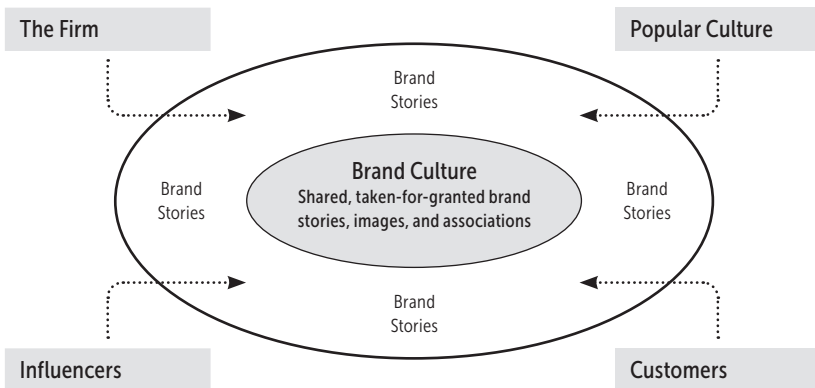 The Firm
Popular Culture
Brand
Stories
Brand
Stories
Brand Culture
Shared, taken-for-granted brand
stories, images, and associations
Brand
Stories
Brand
Stories
Influencers
Customers